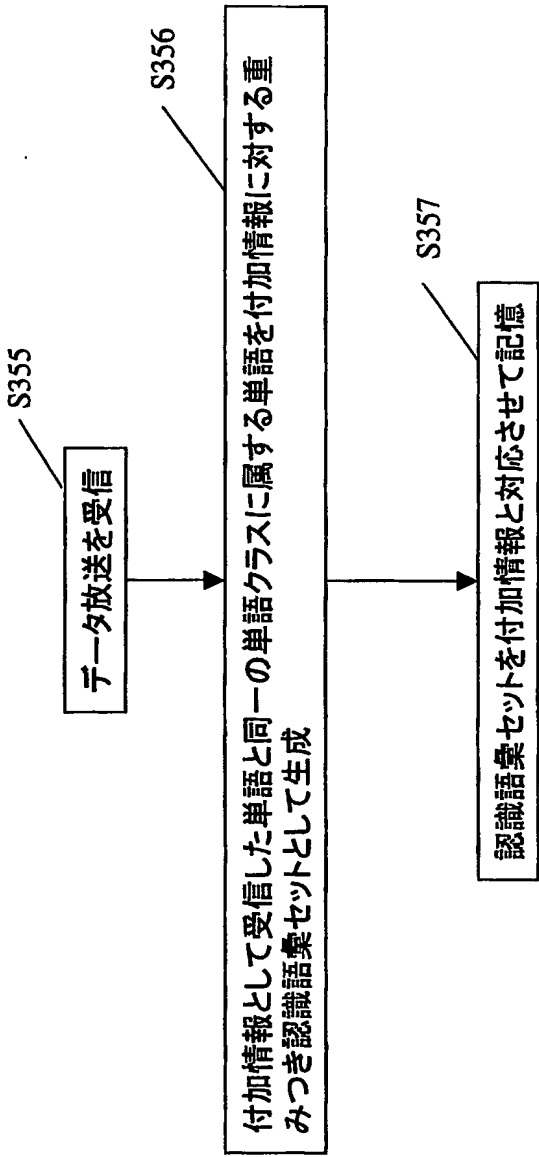 S355
データ放送を受信
S356
付加情報として受信した単語と同一の単語クラスに属する単語を付加情報に対する重
みつき認識語彙セットとして生成
S357
認識語彙セットを付加情報と対応させて記憶